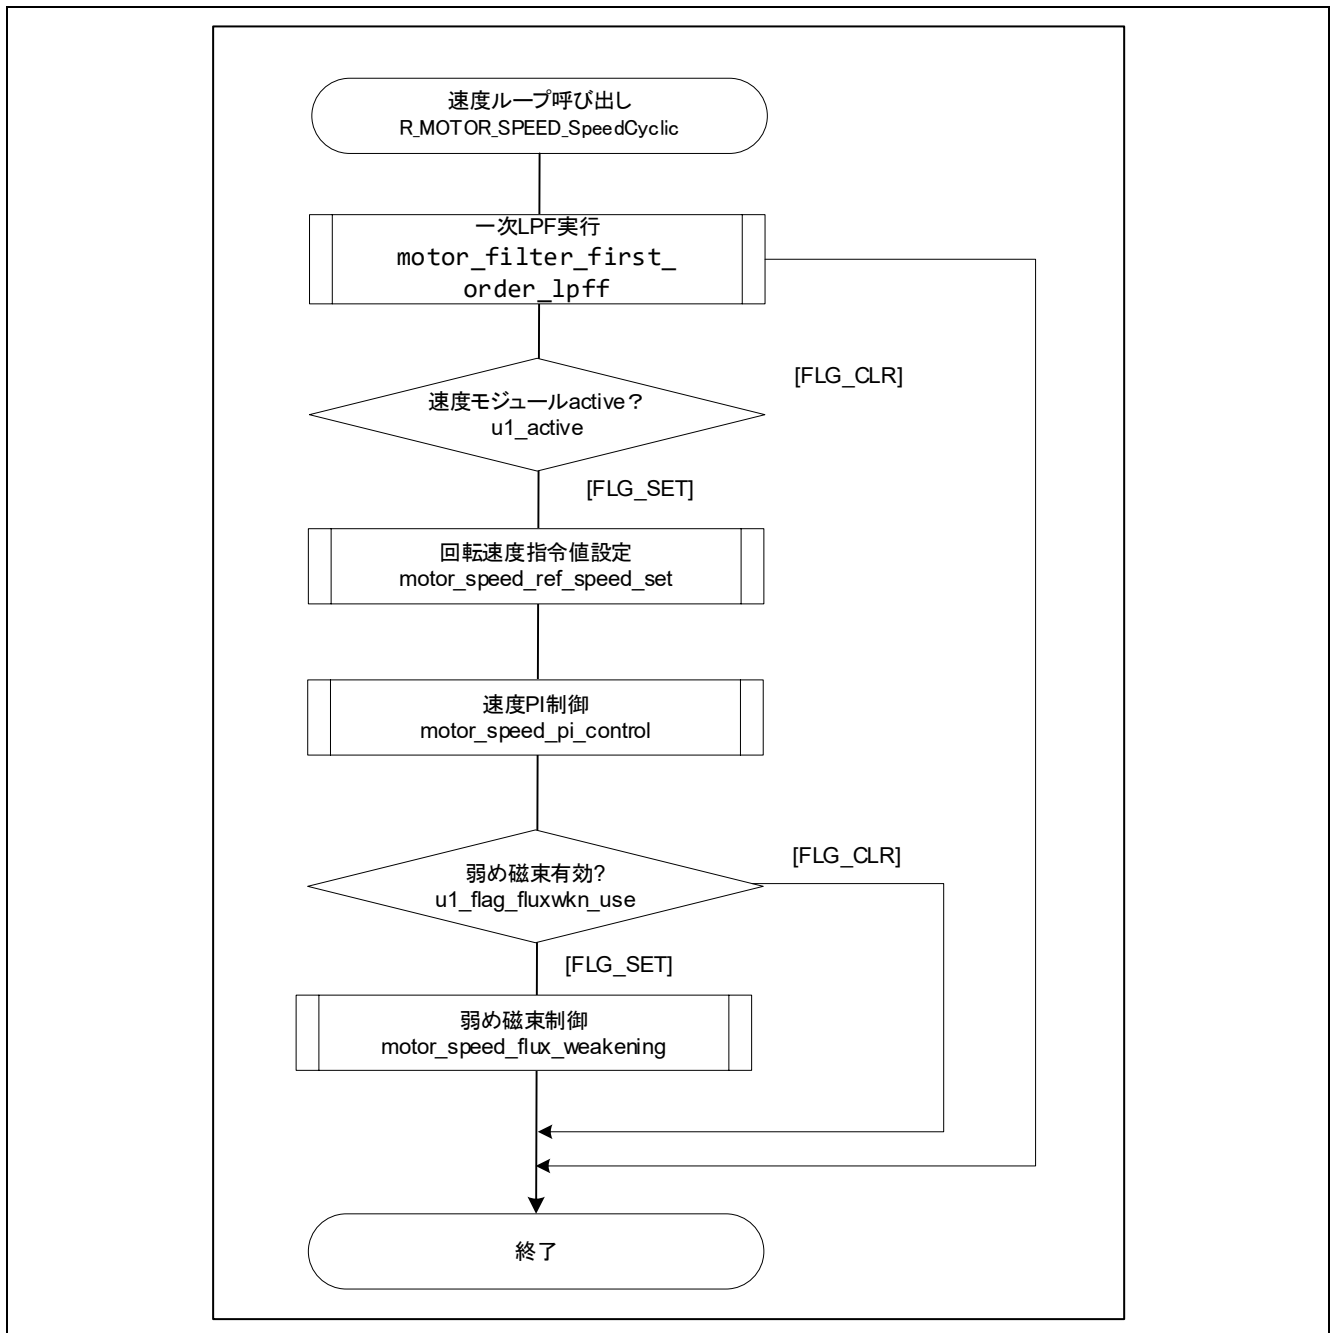 速度ループ呼び出し
R_MOTOR_SPEED_SpeedCyclic
一次LPF実行
motor_filter_first_
order_lpff
[FLG_CLR]
速度モジュールactive？
u1_active
[FLG_SET]
回転速度指令値設定
motor_speed_ref_speed_set
速度PI制御
motor_speed_pi_control
[FLG_CLR]
弱め磁束有効?
u1_flag_fluxwkn_use
[FLG_SET]
弱め磁束制御
motor_speed_flux_weakening
終了